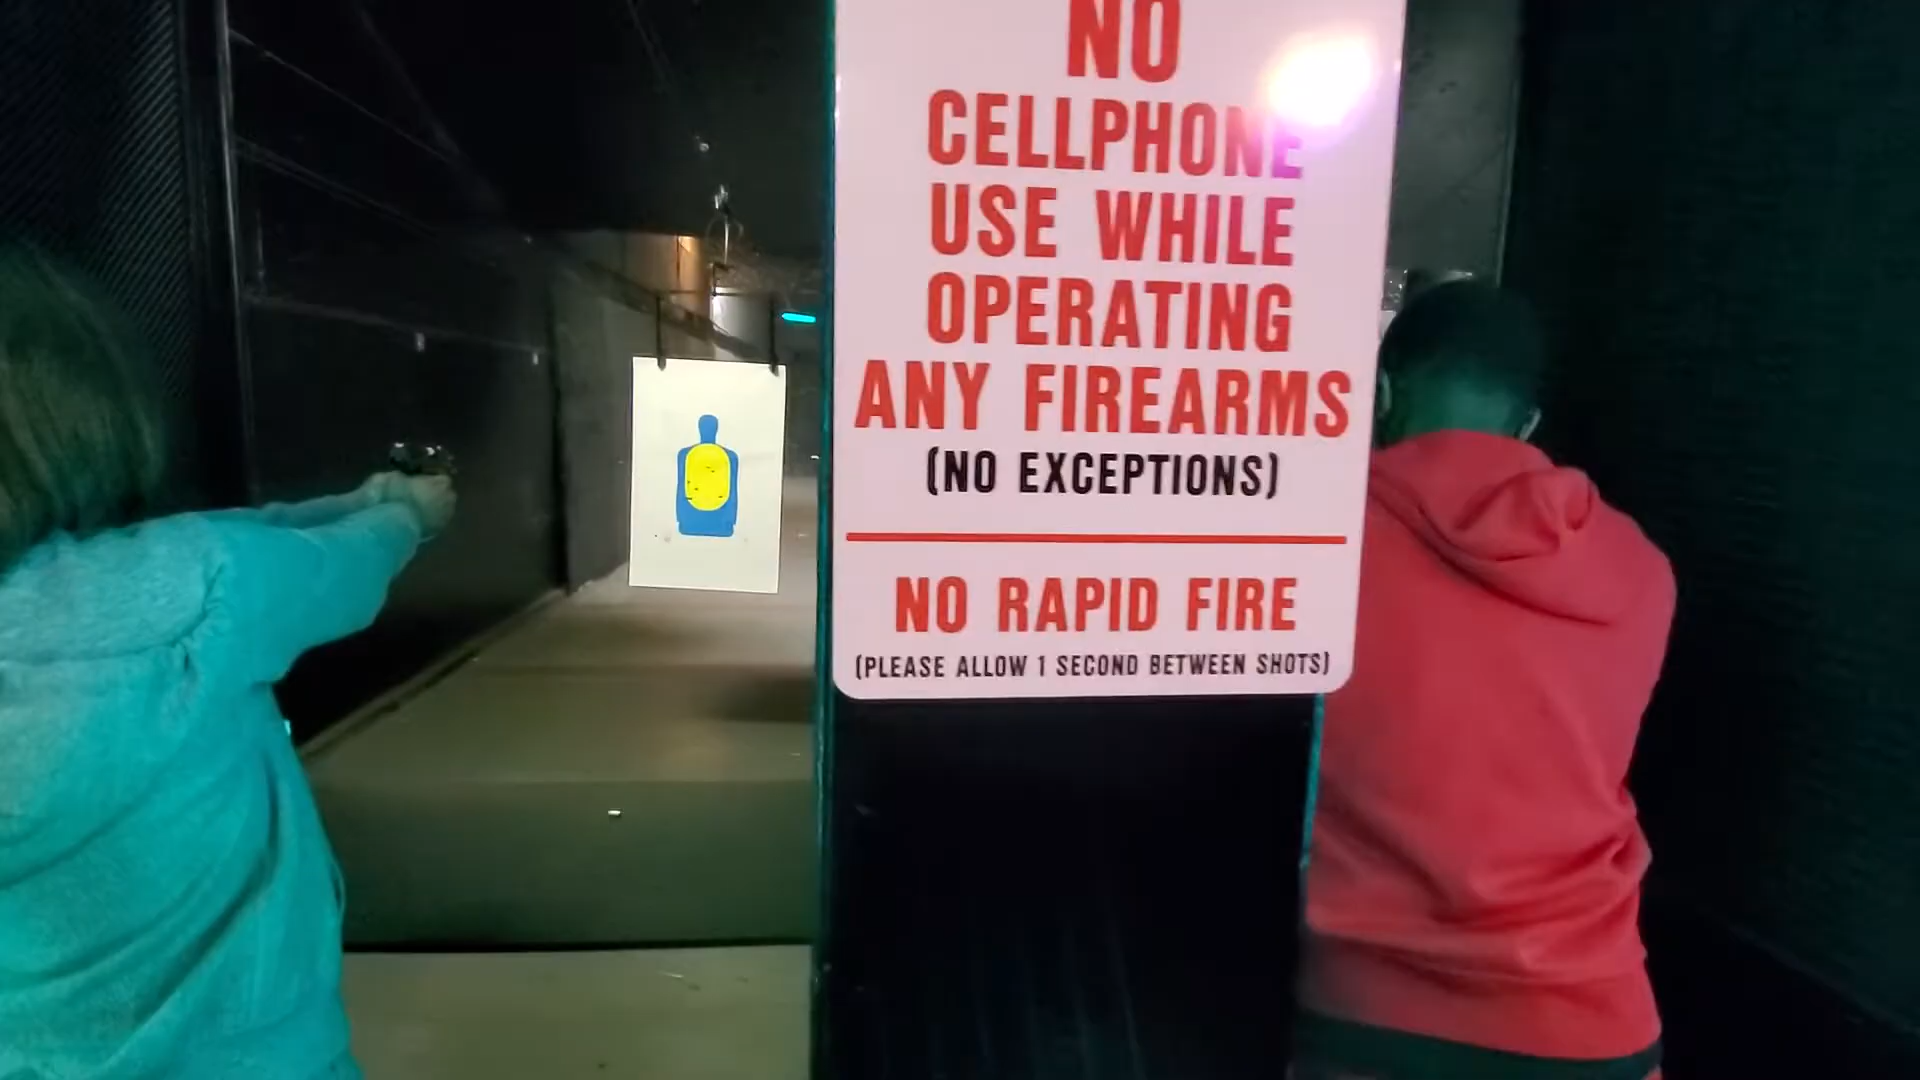 NO
CELLPHONE
USE WHILE
OPERATING
ANY FIREARMS
(NO EXCEPTIONS)
NO RAPID FIRE
(PLEASE ALLOW 1 SECOND BETWEEN SHOTS)